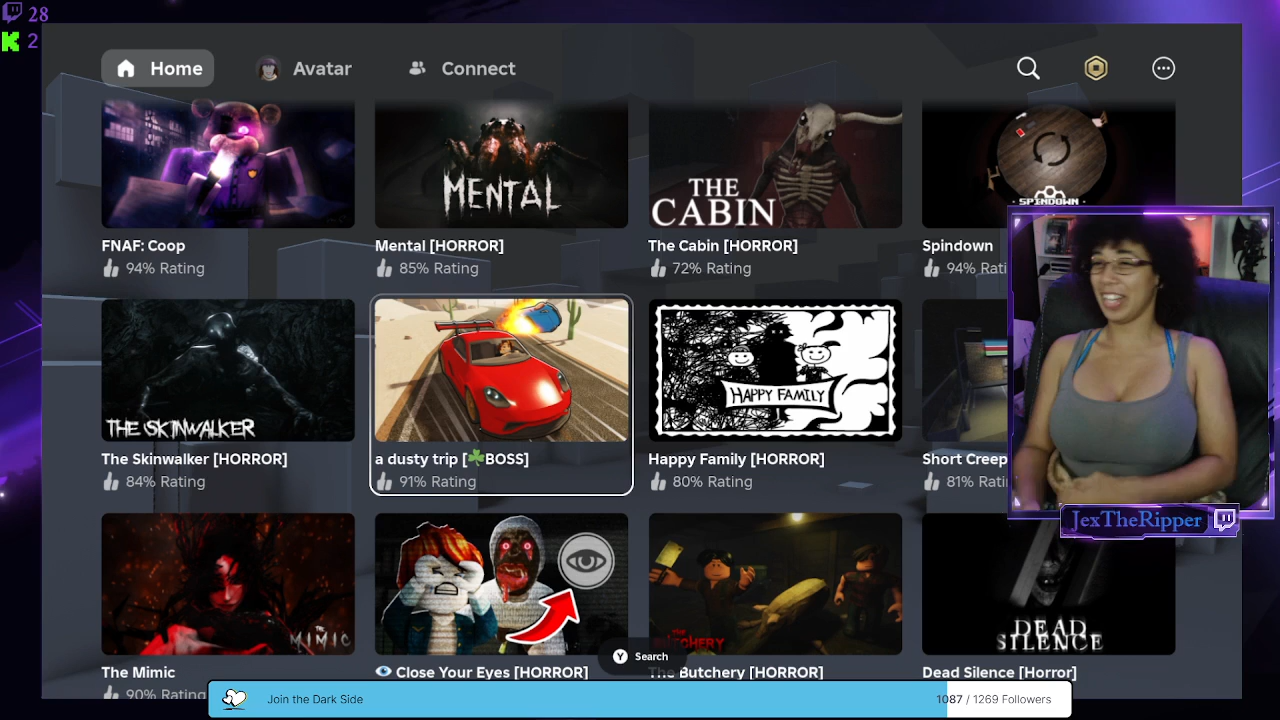 28
2
Home
Avatar
Connect
MENTAL
THE
CABIN
SPINDOWN
FNAF: Coop
Mental [HORROR]
The Cabin [HORROR]
Spindown
94% Rating
85% Rating
72% Rating
94% Rati
THE SKINWALKER
HAPPY FAMILY
The Skinwalker [HORROR]
a dusty trip [☘BOSS]
Happy Family [HORROR]
Short Creep
84% Rating
91% Rating
80% Rating
81% Rati
JexTheRipper
THE
MIMIC
THE
BUTCHERY
DEAD
SILENCE
Y Search
The Mimic
👁 Close Your Eyes [HORROR]
The Butchery [HORROR]
Dead Silence [Horror]
90% Rating
Join the Dark Side
1087 / 1269 Followers